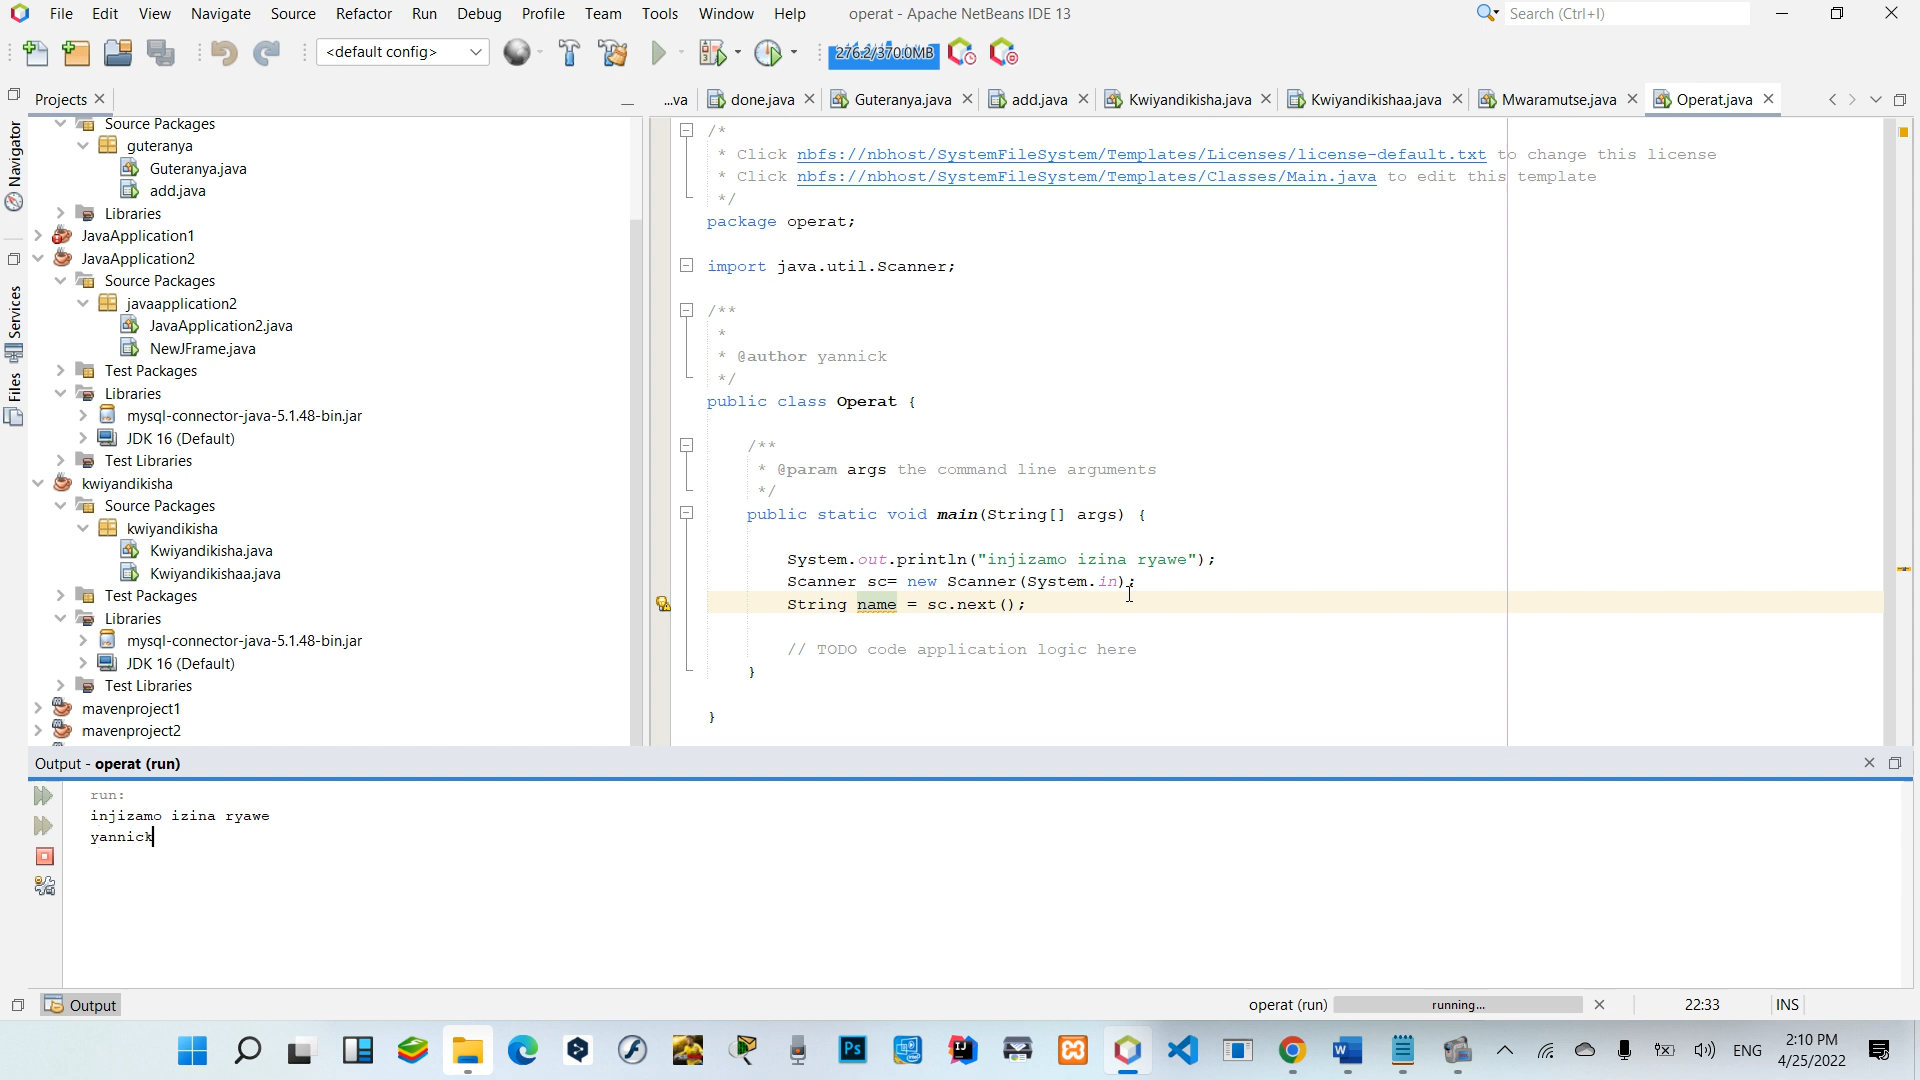 File Edit View Navigate Source Refactor Run Debug Profile Team Tools Window Help operat - Apache NetBeans IDE 13 Search (Ctrl+I)
<default config> 276.2/370.0MB
Projects ...va done.java Guteranya.java add.java Kwiyandikisha.java Kwiyandikishaa.java Mwaramutse.java Operat.java
Navigator
Services
Files
Source Packages
guteranya
Guteranya.java
add.java
Libraries
JavaApplication1
JavaApplication2
Source Packages
javaapplication2
JavaApplication2.java
NewJFrame.java
Test Packages
Libraries
mysql-connector-java-5.1.48-bin.jar
JDK 16 (Default)
Test Libraries
kwiyandikisha
Source Packages
kwiyandikisha
Kwiyandikisha.java
Kwiyandikishaa.java
Test Packages
Libraries
mysql-connector-java-5.1.48-bin.jar
JDK 16 (Default)
Test Libraries
mavenproject1
mavenproject2
/*
* Click nbfs://nbhost/SystemFileSystem/Templates/Licenses/license-default.txt to change this license
* Click nbfs://nbhost/SystemFileSystem/Templates/Classes/Main.java to edit this template
*/
package operat;
import java.util.Scanner;
/**
*
* @author yannick
*/
public class Operat {
/**
* @param args the command line arguments
*/
public static void main(String[] args) {
System.out.println("injizamo izina ryawe");
Scanner sc= new Scanner(System.in);
String name = sc.next();
// TODO code application logic here
}
}
Output - operat (run)
run:
injizamo izina ryawe
yannick
Output operat (run) running... 22:33 INS
Ps IJ ENG 2:10 PM
4/25/2022